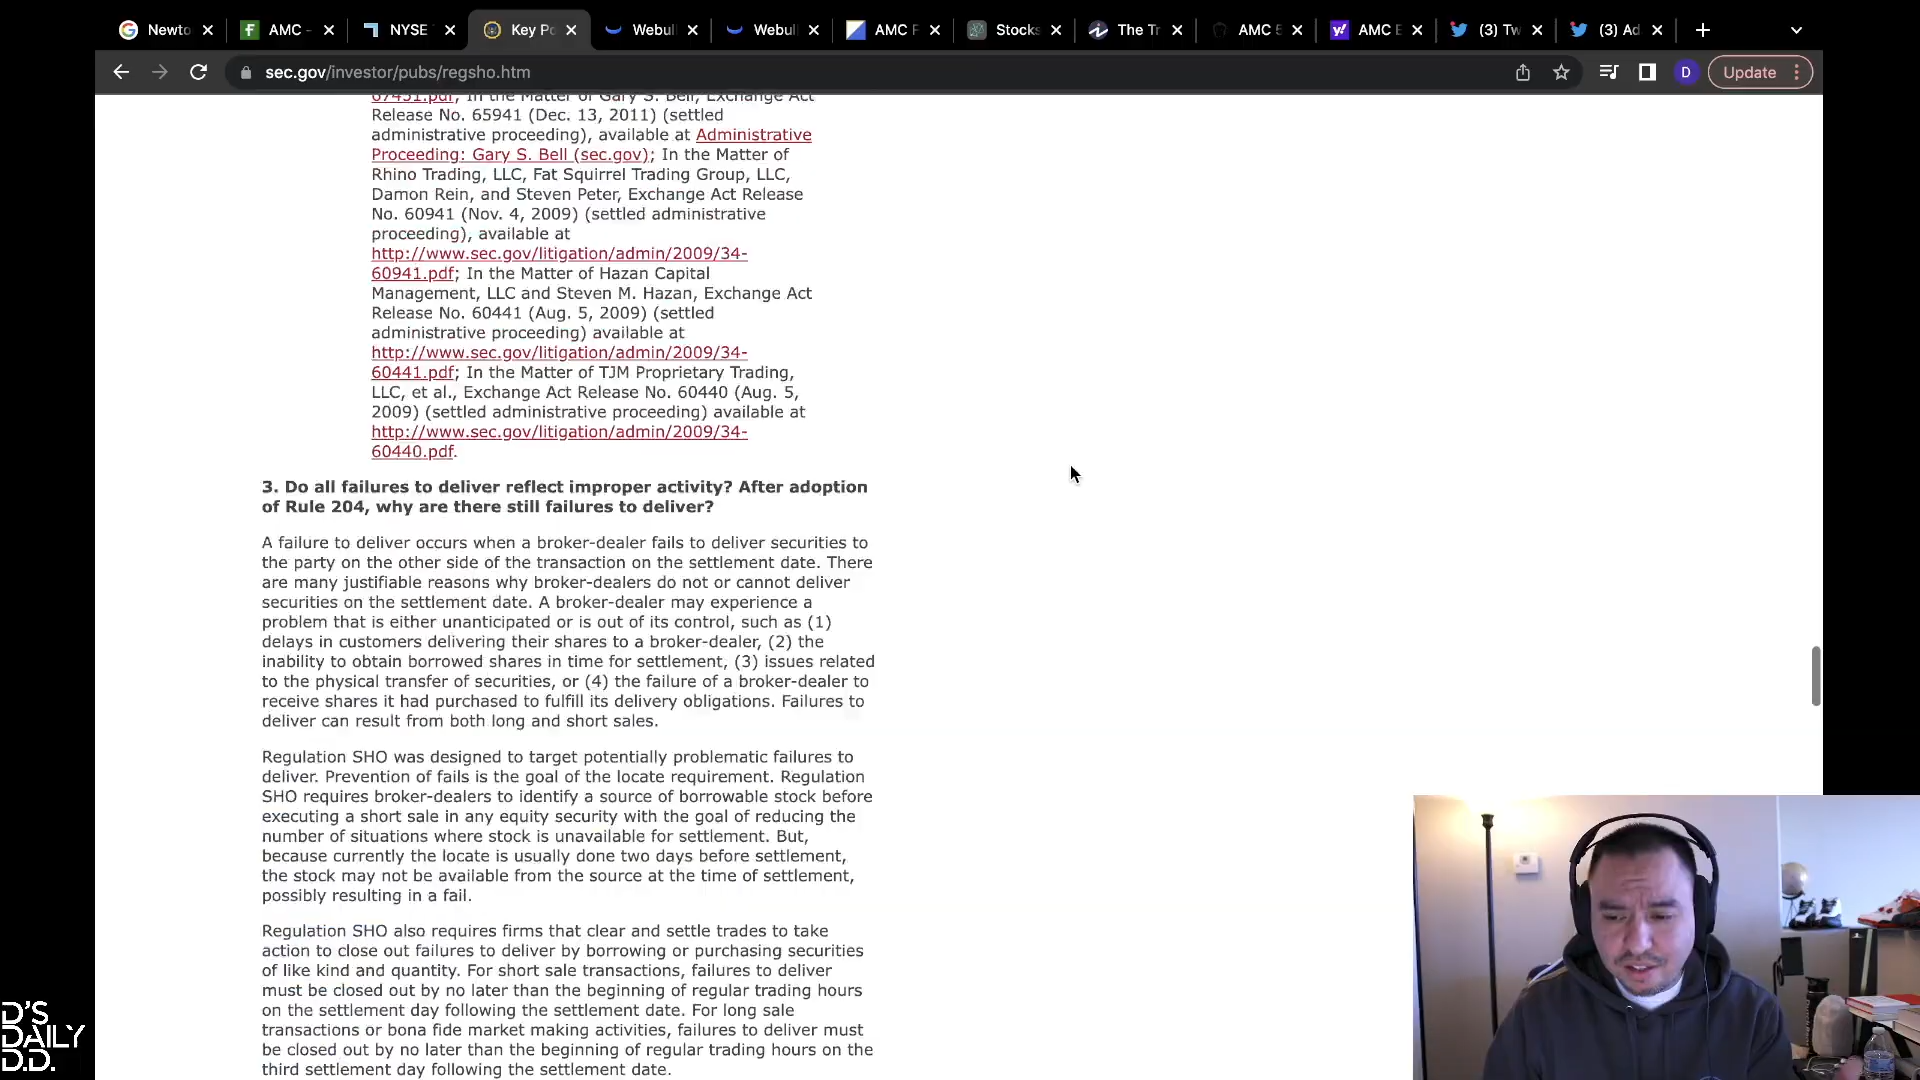 Newto
AMC -
NYSE
Key Po
Webull
Webul
AMC F
Stocks
The Tr
AMC 5
AMC E
(3) Tw
(3) Ad
sec.gov/investor/pubs/regsho.htm
D
Update
67451.pdf; In the Matter of Gary S. Bell, Exchange Act
Release No. 65941 (Dec. 13, 2011) (settled
administrative proceeding), available at Administrative
Proceeding: Gary S. Bell (sec.gov); In the Matter of
Rhino Trading, LLC, Fat Squirrel Trading Group, LLC,
Damon Rein, and Steven Peter, Exchange Act Release
No. 60941 (Nov. 4, 2009) (settled administrative
proceeding), available at
http://www.sec.gov/litigation/admin/2009/34-
60941.pdf; In the Matter of Hazan Capital
Management, LLC and Steven M. Hazan, Exchange Act
Release No. 60441 (Aug. 5, 2009) (settled
administrative proceeding) available at
http://www.sec.gov/litigation/admin/2009/34-
60441.pdf; In the Matter of TJM Proprietary Trading,
LLC, et al., Exchange Act Release No. 60440 (Aug. 5,
2009) (settled administrative proceeding) available at
http://www.sec.gov/litigation/admin/2009/34-
60440.pdf.
3. Do all failures to deliver reflect improper activity? After adoption
of Rule 204, why are there still failures to deliver?
A failure to deliver occurs when a broker-dealer fails to deliver securities to
the party on the other side of the transaction on the settlement date. There
are many justifiable reasons why broker-dealers do not or cannot deliver
securities on the settlement date. A broker-dealer may experience a
problem that is either unanticipated or is out of its control, such as (1)
delays in customers delivering their shares to a broker-dealer, (2) the
inability to obtain borrowed shares in time for settlement, (3) issues related
to the physical transfer of securities, or (4) the failure of a broker-dealer to
receive shares it had purchased to fulfill its delivery obligations. Failures to
deliver can result from both long and short sales.
Regulation SHO was designed to target potentially problematic failures to
deliver. Prevention of fails is the goal of the locate requirement. Regulation
SHO requires broker-dealers to identify a source of borrowable stock before
executing a short sale in any equity security with the goal of reducing the
number of situations where stock is unavailable for settlement. But,
because currently the locate is usually done two days before settlement,
the stock may not be available from the source at the time of settlement,
possibly resulting in a fail.
Regulation SHO also requires firms that clear and settle trades to take
action to close out failures to deliver by borrowing or purchasing securities
of like kind and quantity. For short sale transactions, failures to deliver
must be closed out by no later than the beginning of regular trading hours
on the settlement day following the settlement date. For long sale
transactions or bona fide market making activities, failures to deliver must
be closed out by no later than the beginning of regular trading hours on the
third settlement day following the settlement date.
D'S
DAILY
D.D.